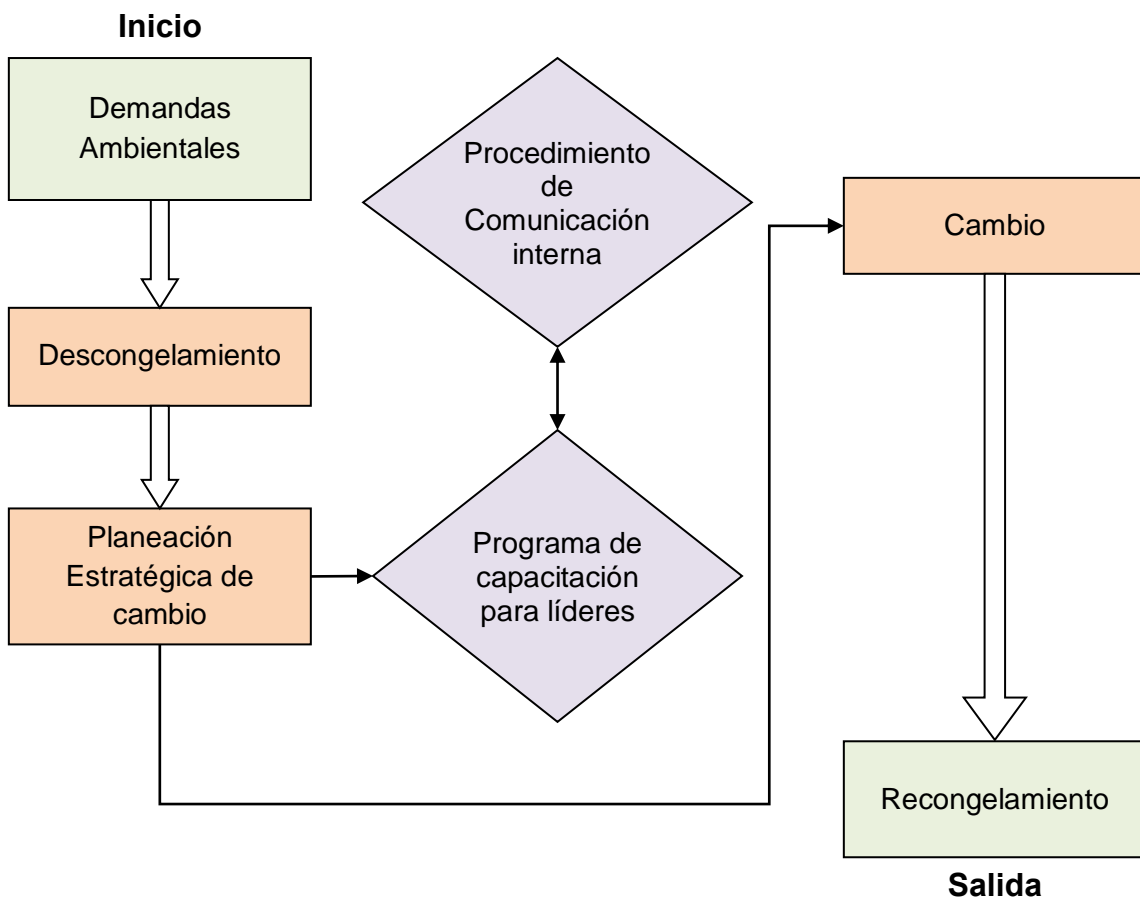 Inicio
Demandas
Ambientales
Descongelamiento
Planeación
Estratégica de
cambio
Procedimiento
de
Comunicación
interna
Programa de
capacitación
para líderes
Cambio
Recongelamiento
Salida